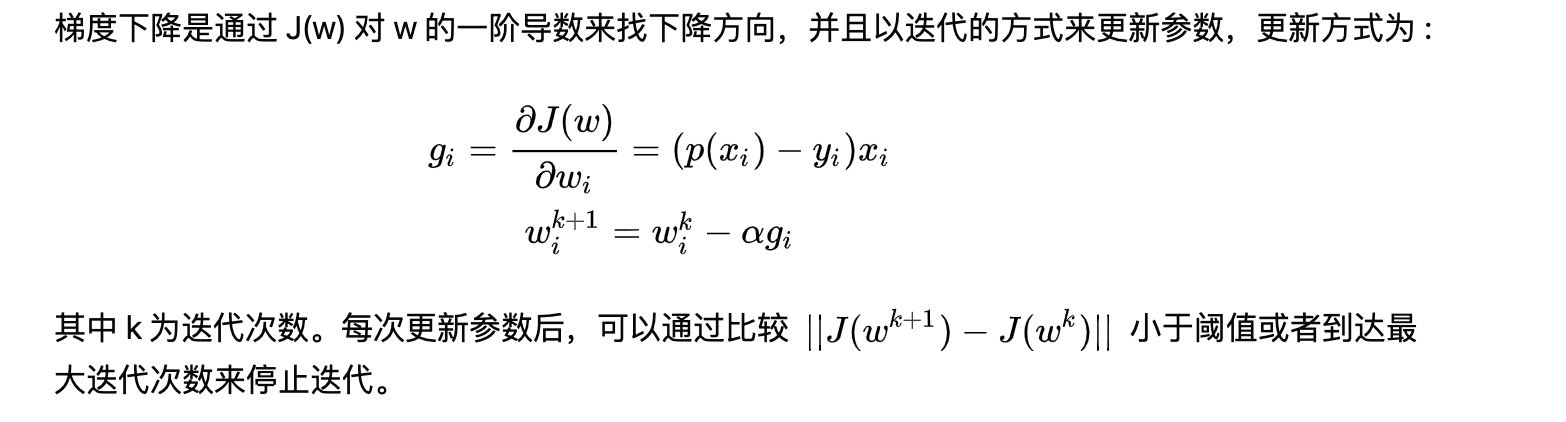 梯度下降是通过 J(w) 对 w 的一阶导数来找下降方向，并且以迭代的方式来更新参数，更新方式为 :
$g_i = \frac{\partial J(w)}{\partial w_i} = (p(x_i) - y_i)x_i$
$w_i^{k+1} = w_i^k - \alpha g_i$
其中 k 为迭代次数。每次更新参数后，可以通过比较 $||J(w^{k+1}) - J(w^k)||$ 小于阈值或者到达最
大迭代次数来停止迭代。